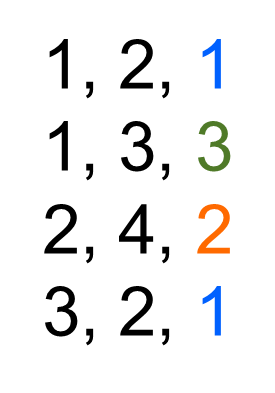 1, 2, 1
1, 3, 3
2, 4, 2
3, 2, 1